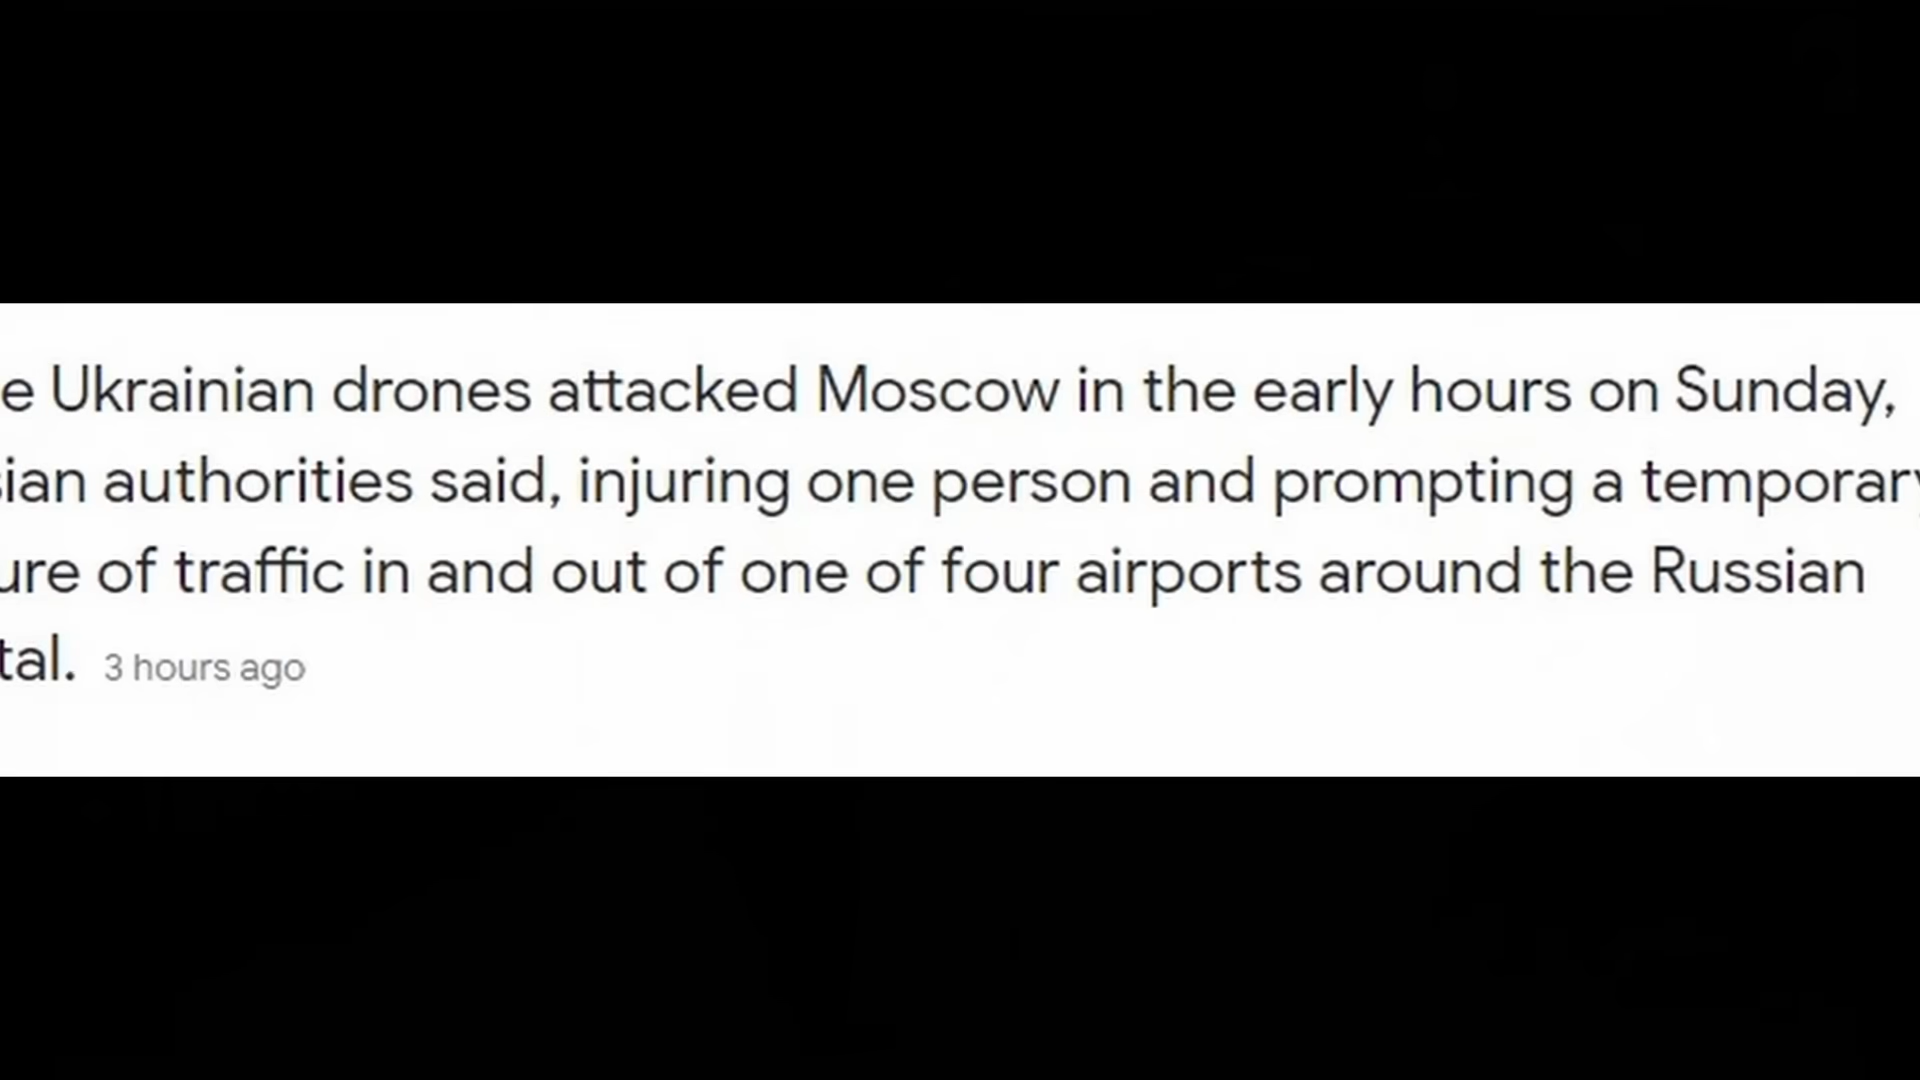 e Ukrainian drones attacked Moscow in the early hours on Sunday,
sian authorities said, injuring one person and prompting a temporary
ure of traffic in and out of one of four airports around the Russian
tal. 3 hours ago